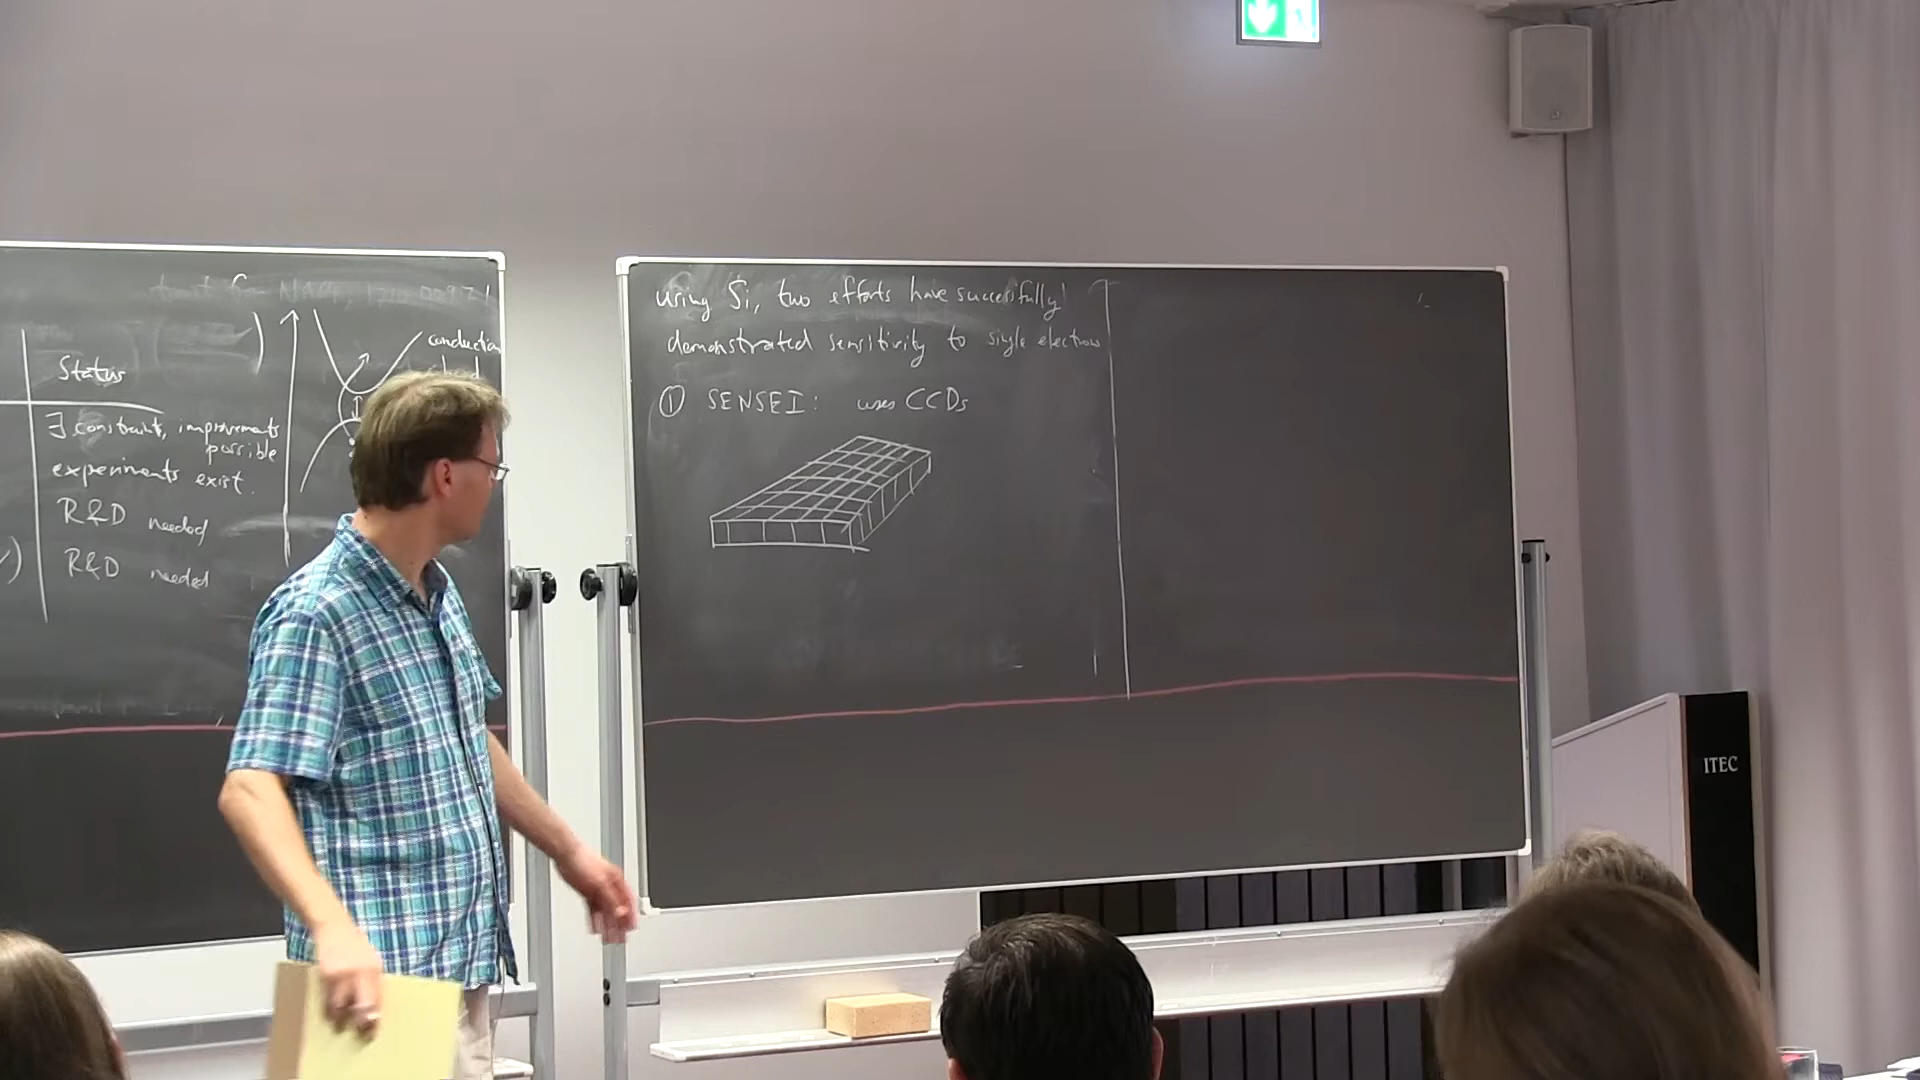 Status
∃ constraints, improvements
possible
experiments exist.
R&D needed
R&D needed
conduction
using Si, two efforts have successfully
demonstrated sensitivity to single electrons
① SENSEI: uses CCDs
ITEC